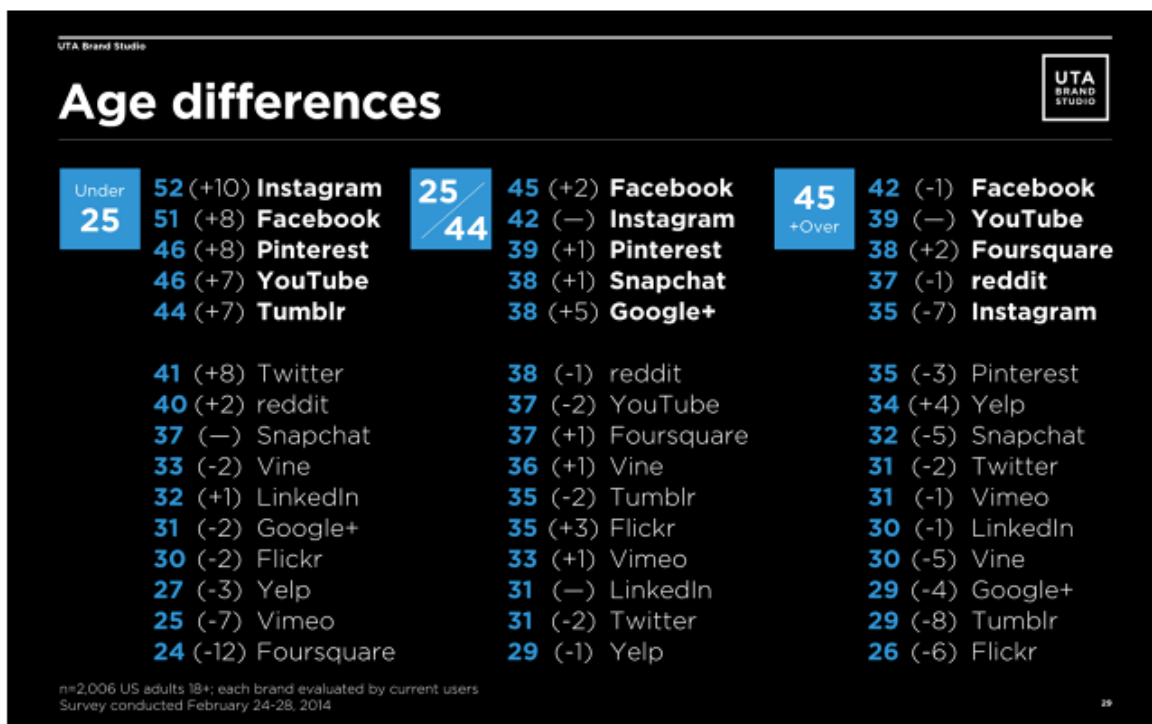 UTA Brand Studio
Age differences
UTA
BRAND
STUDIO
Under
25
52 (+10) Instagram
51 (+8) Facebook
46 (+8) Pinterest
46 (+7) YouTube
44 (+7) Tumblr
41 (+8) Twitter
40 (+2) reddit
37 (—) Snapchat
33 (-2) Vine
32 (+1) LinkedIn
31 (-2) Google+
30 (-2) Flickr
27 (-3) Yelp
25 (-7) Vimeo
24 (-12) Foursquare
25
44
45 (+2) Facebook
42 (—) Instagram
39 (+1) Pinterest
38 (+1) Snapchat
38 (+5) Google+
38 (-1) reddit
37 (-2) YouTube
37 (+1) Foursquare
36 (+1) Vine
35 (-2) Tumblr
35 (+3) Flickr
33 (+1) Vimeo
31 (—) LinkedIn
31 (-2) Twitter
29 (-1) Yelp
45
+Over
42 (-1) Facebook
39 (—) YouTube
38 (+2) Foursquare
37 (-1) reddit
35 (-7) Instagram
35 (-3) Pinterest
34 (+4) Yelp
32 (-5) Snapchat
31 (-2) Twitter
31 (-1) Vimeo
30 (-1) LinkedIn
30 (-5) Vine
29 (-4) Google+
29 (-8) Tumblr
26 (-6) Flickr
n=2,006 US adults 18+; each brand evaluated by current users
Survey conducted February 24-28, 2014
29